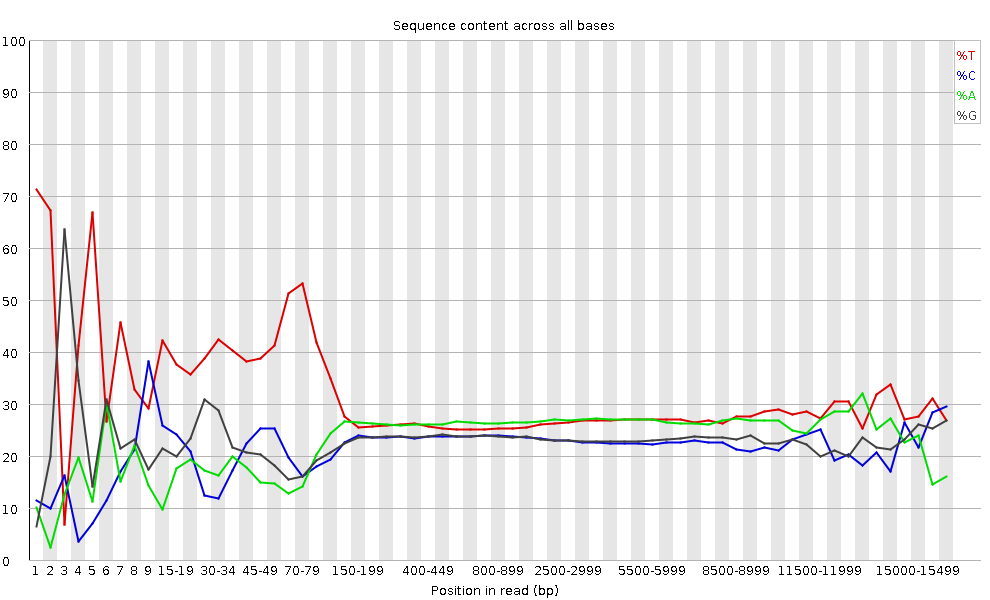 Sequence content across all bases
100
90
80
70
60
50
40
30
20
10
0
%T
%C
%A
%G
1 2 3 4 5 6 7 8 9 15-19 30-34 45-49 70-79 150-199 400-449 800-899 2500-2999 5500-5999 8500-8999 11500-11999 15000-15499
Position in read (bp)